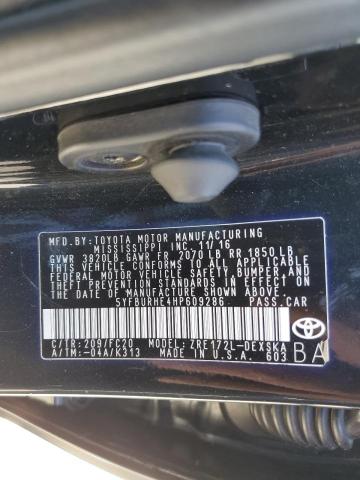 MFD.BY:TOYOTA MOTOR MANUFACTURING
MISSISSIPPI INC. 11/16
GVWR 3820LB GAWR FR 2070 LB RR 1850 LB
THIS VEHICLE CONFORMS TO ALL APPLICABLE
FEDERAL MOTOR VEHICLE SAFETY, BUMPER, AND
THEFT PREVENTION STANDARDS IN EFFECT ON
THE DATE OF MANUFACTURE SHOWN ABOVE.
5YFBURHE4HP609286 PASS.CAR
C/TR:209/FC20 MODEL: ZRE172L-DEXSKA
A/TM:-04A/K313 MADE IN U.S.A. 603
BA